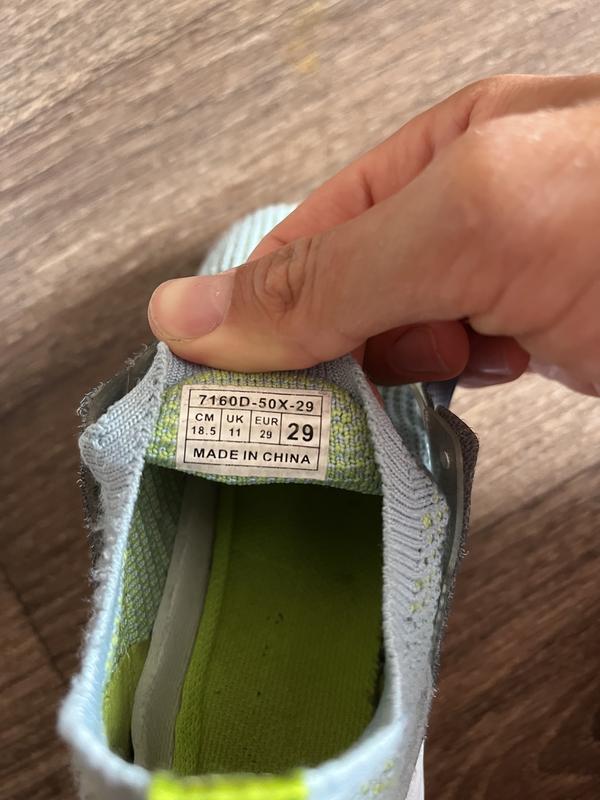 7160D-50X-29
CM UK EUR 29
18.5 11 29
MADE IN CHINA